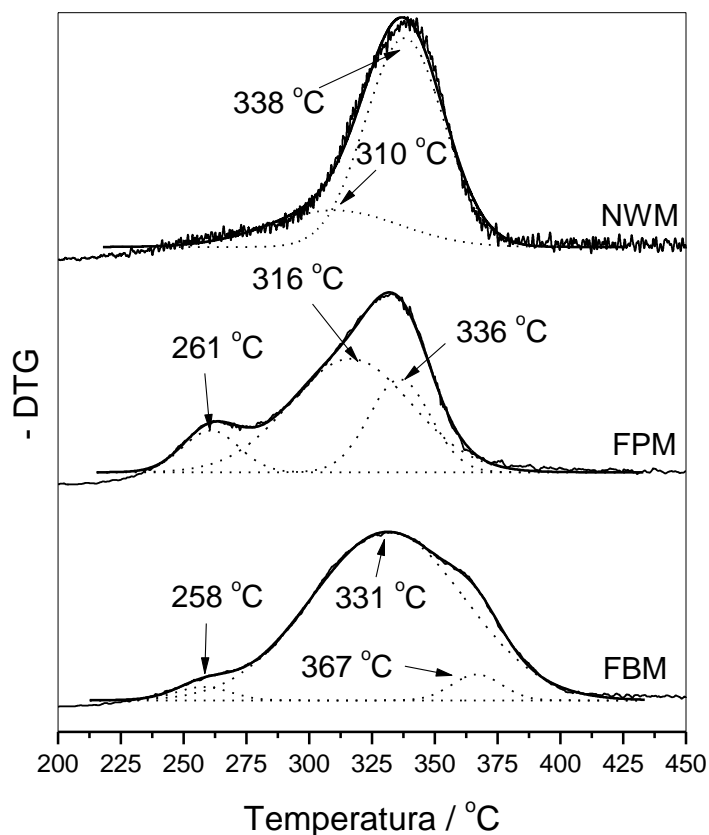 338 °C
310 °C
NWM
316 °C
336 °C
261 °C
- DTG
FPM
258 °C
331 °C
367 °C
FBM
200 225 250 275 300 325 350 375 400 425 450
Temperatura / °C